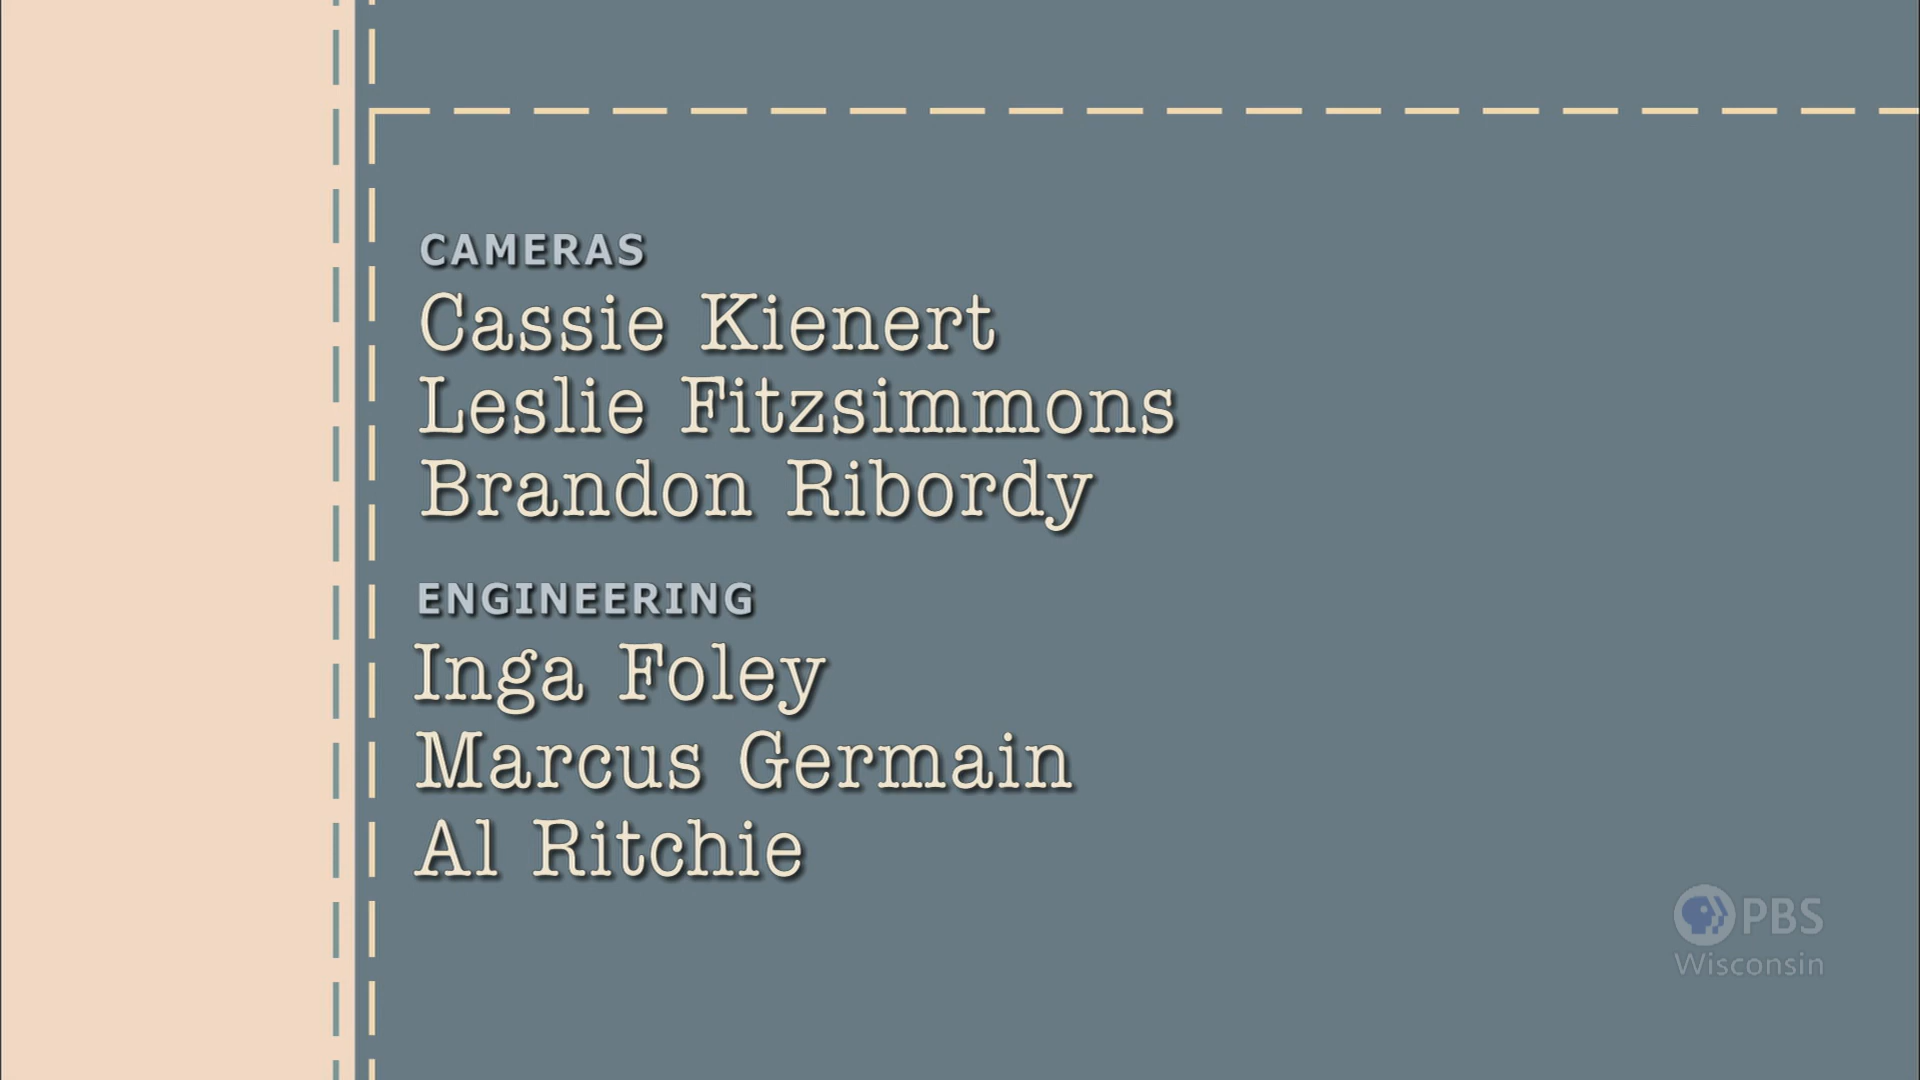 CAMERAS
Cassie Kienert
Leslie Fitzsimmons
Brandon Ribordy
ENGINEERING
Inga Foley
Marcus Germain
Al Ritchie
PBS
Wisconsin